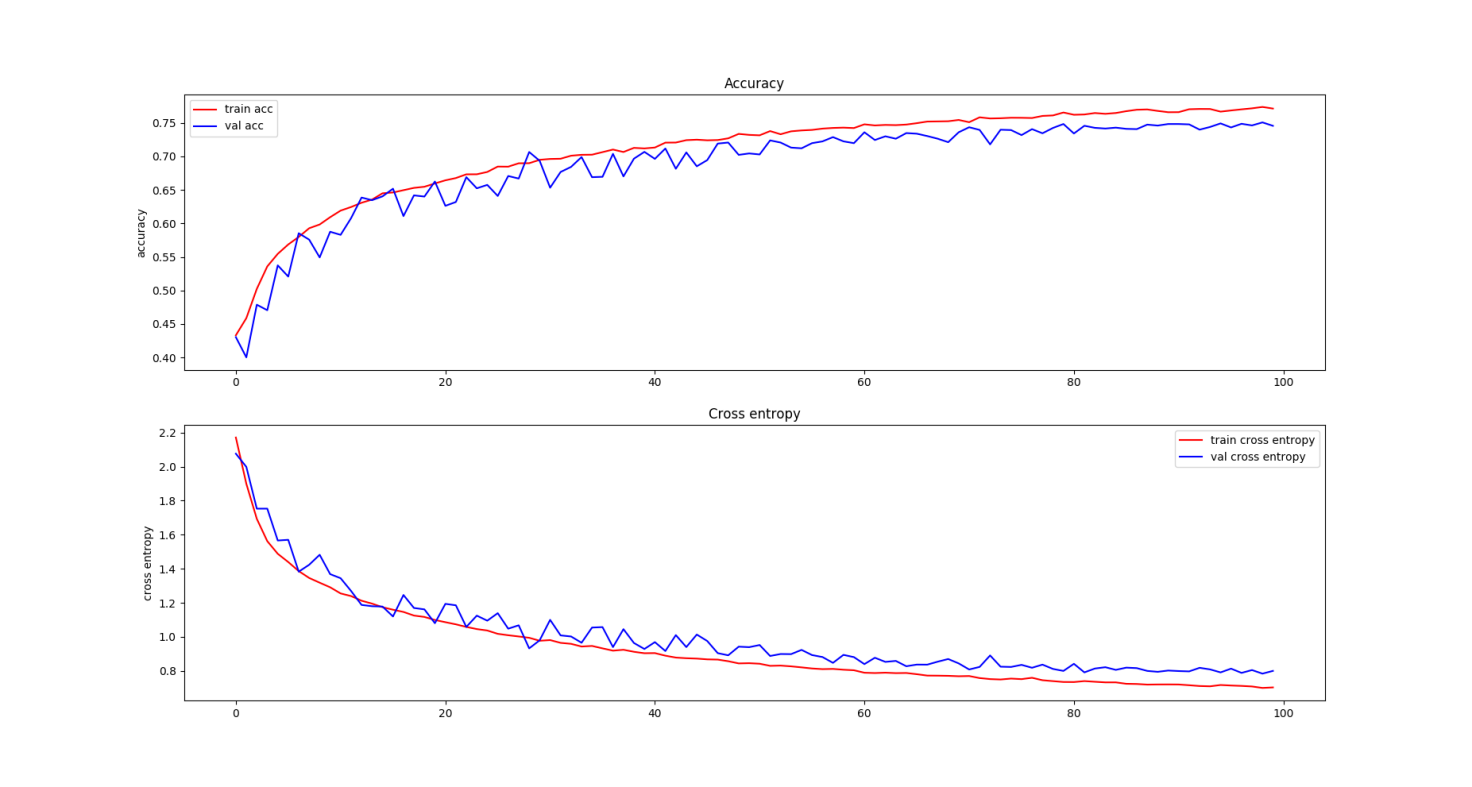 Accuracy
train acc
val acc
accuracy
0.75
0.70
0.65
0.60
0.55
0.50
0.45
0.40
0 20 40 60 80 100
Cross entropy
train cross entropy
val cross entropy
cross entropy
2.2
2.0
1.8
1.6
1.4
1.2
1.0
0.8
0 20 40 60 80 100